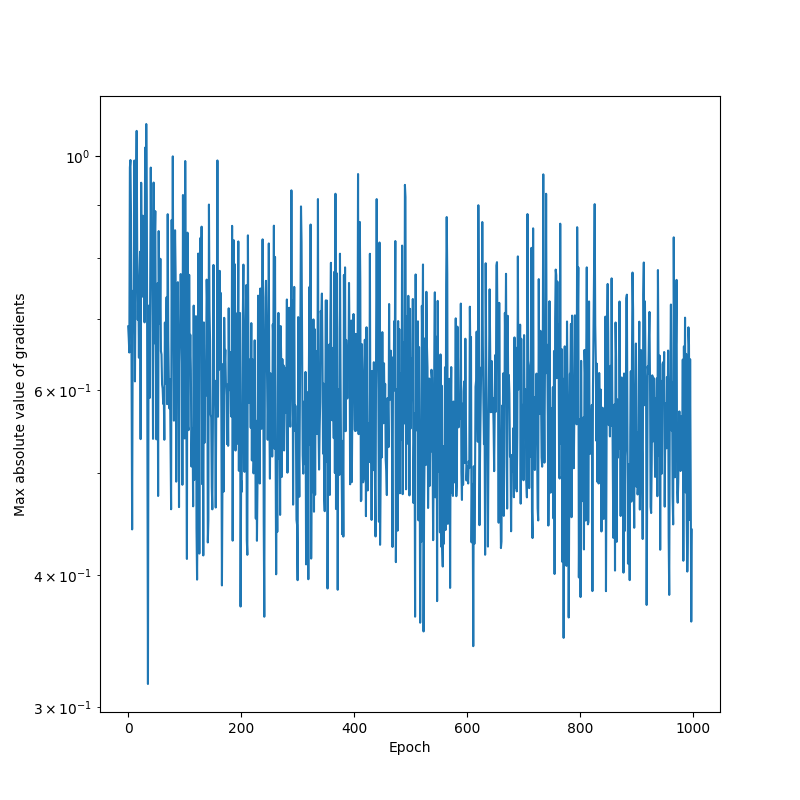 Max absolute value of gradients
10⁰
6 × 10⁻¹
4 × 10⁻¹
3 × 10⁻¹
0 200 400 600 800 1000
Epoch